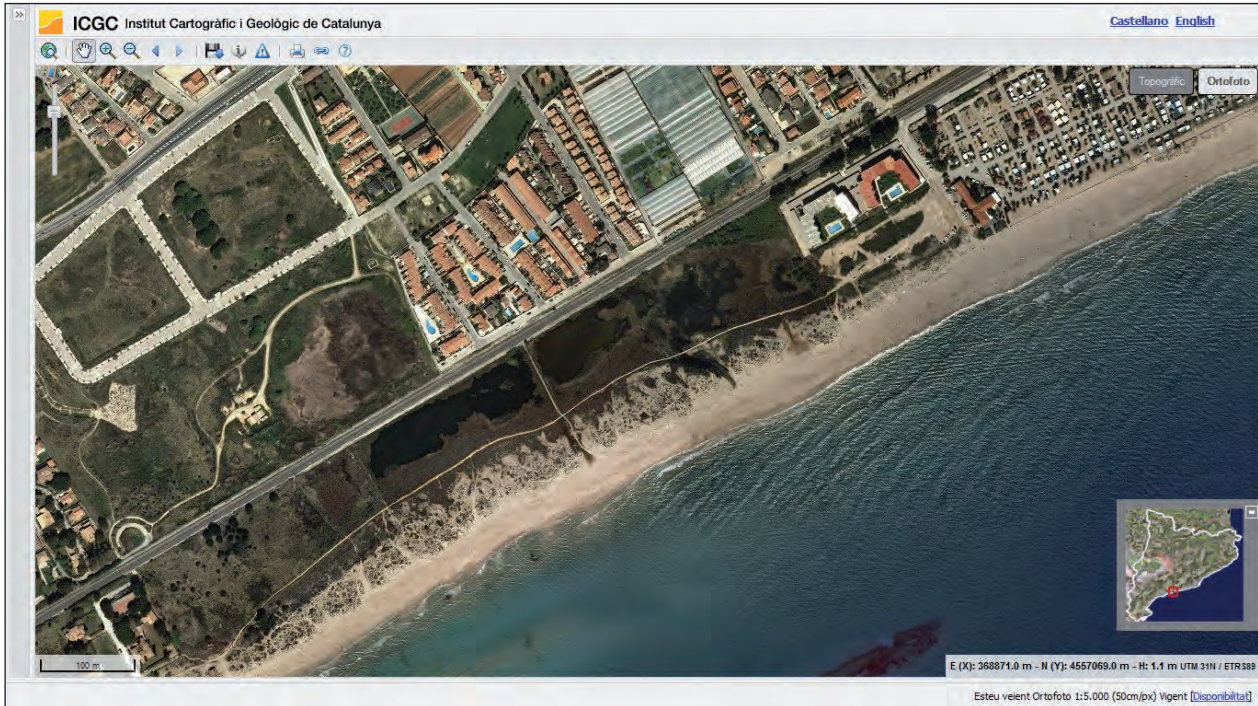 ICGC Institut Cartogràfic i Geològic de Catalunya
Castellano English
Topogràfic Ortofoto
100 m
E (X): 368871.0 m - N (Y): 4557069.0 m - H: 1.1 m UTM 31N / ETRS89
Esteu veient Ortofoto 1:5.000 (50cm/px) Vigent [Disponibilitat]